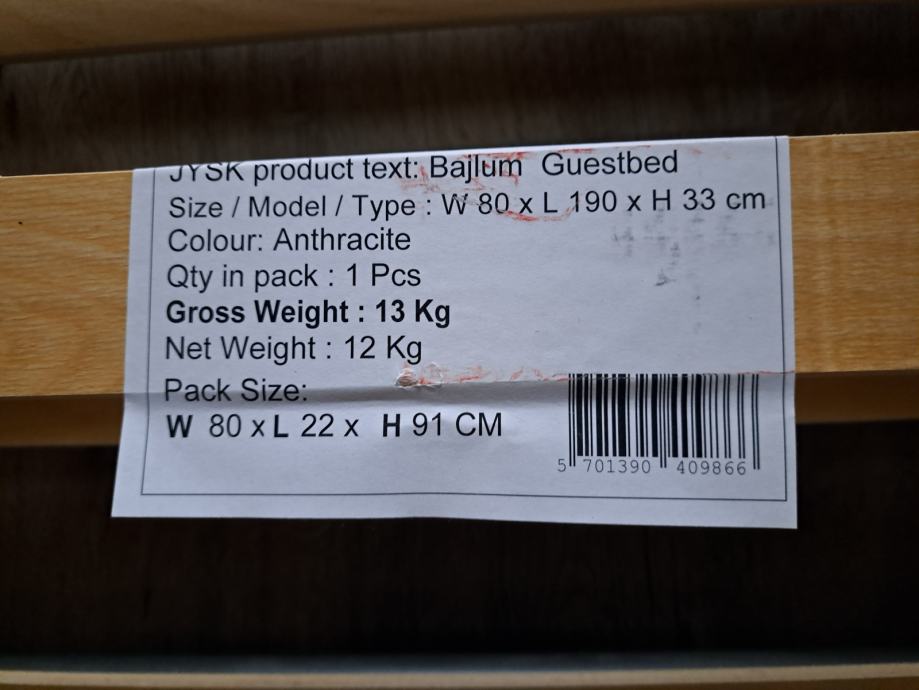 JYSK product text: Bajlum Guestbed
Size / Model / Type : W 80 x L 190 x H 33 cm
Colour: Anthracite
Qty in pack : 1 Pcs
Gross Weight : 13 Kg
Net Weight : 12 Kg
Pack Size:
W 80 x L 22 x H 91 CM
5 701390 409866